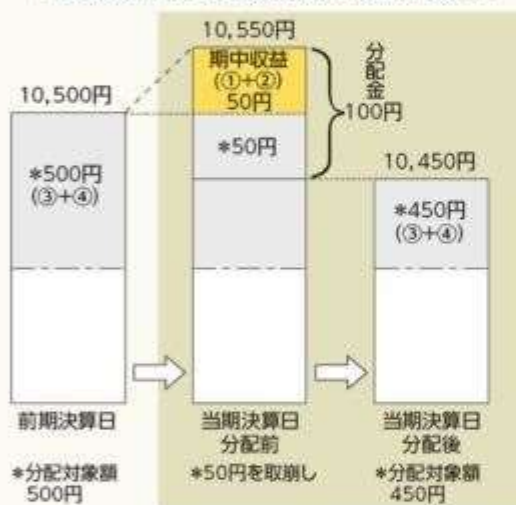 10,550円
期中収益
(①+②)
50円
分配金
100円
10,500円
*50円
*500円
(③+④)
10,450円
*450円
(③+④)
前期決算日
当期決算日
分配前
当期決算日
分配後
*分配対象額
500円
*50円を取崩し
*分配対象額
450円